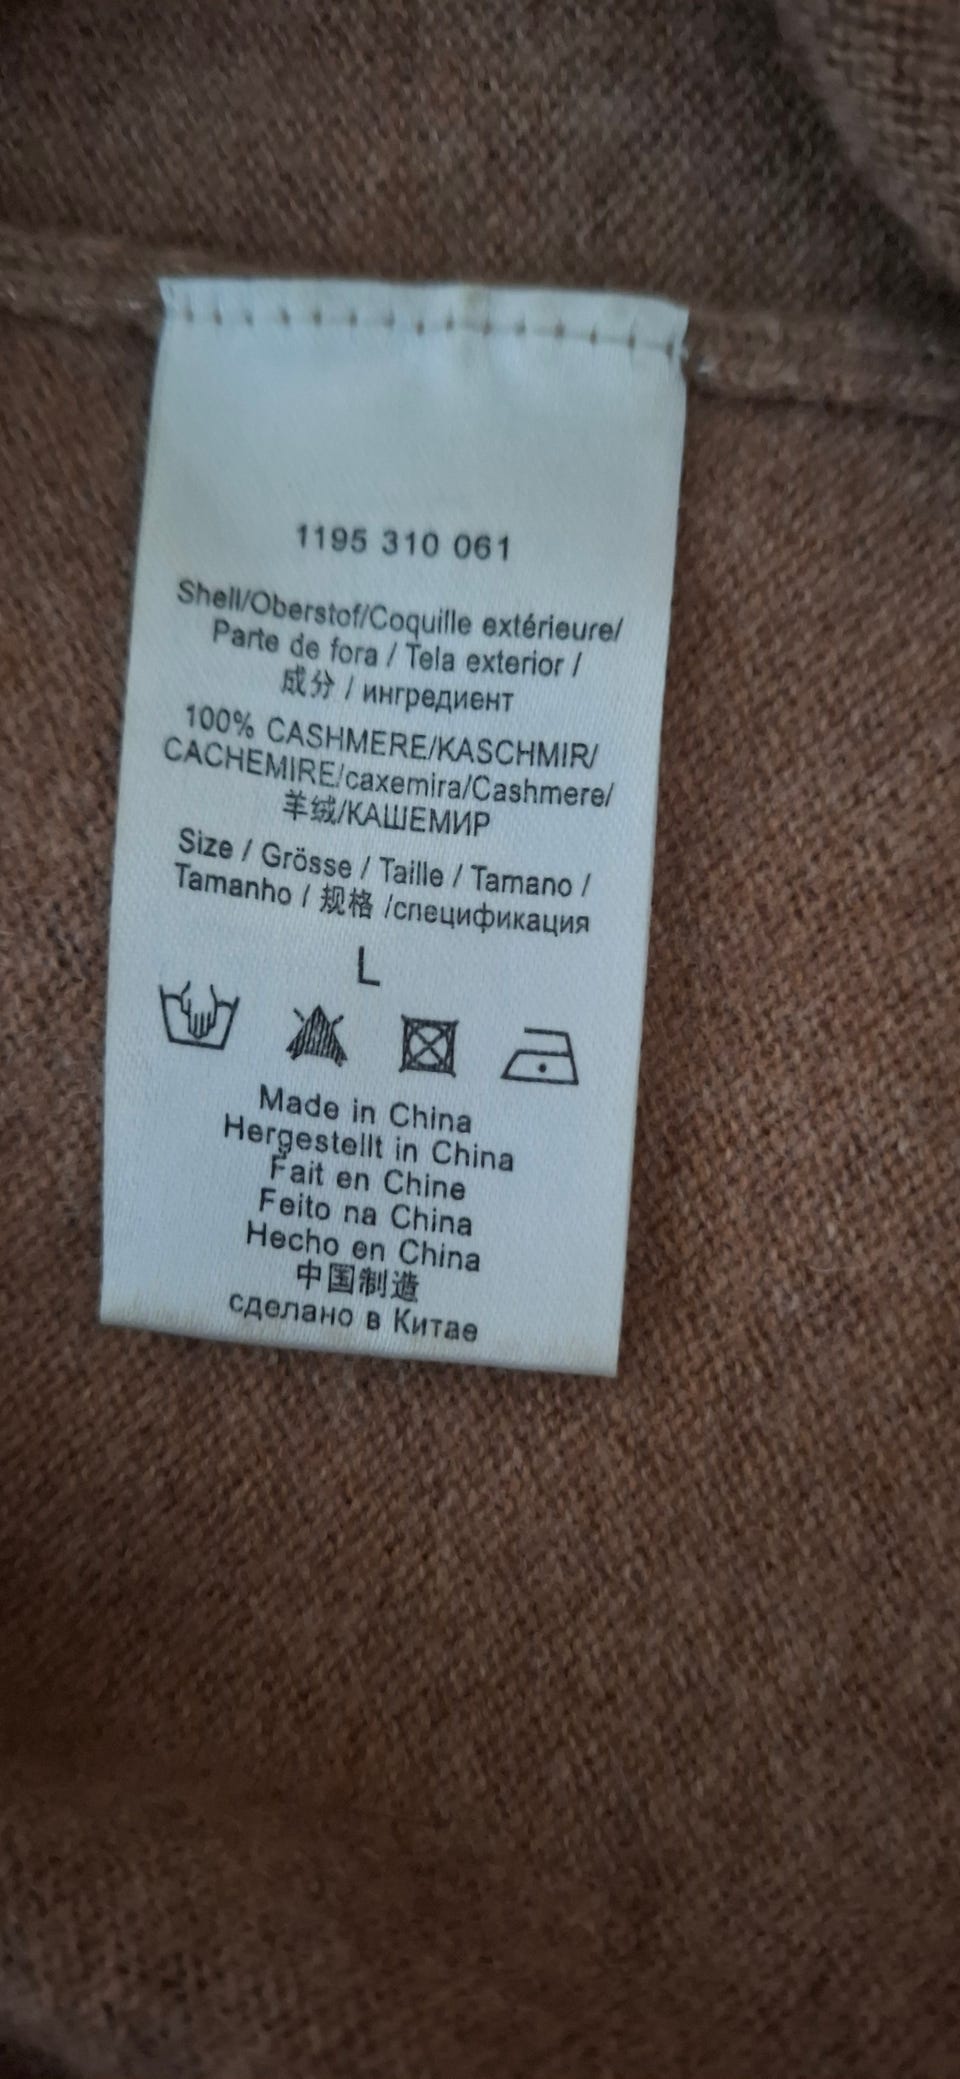 1195 310 061
Shell/Oberstof/Coquille extérieure/
Parte de fora / Tela exterior /
成分 / ингредиент
100% CASHMERE/KASCHMIR/
CACHEMIRE/caxemira/Cashmere/
羊绒/КАШЕМИР
Size / Grösse / Taille / Tamano /
Tamanho / 规格 /спецификация
L
Made in China
Hergestellt in China
Fait en Chine
Feito na China
Hecho en China
中国制造
сделано в Китае